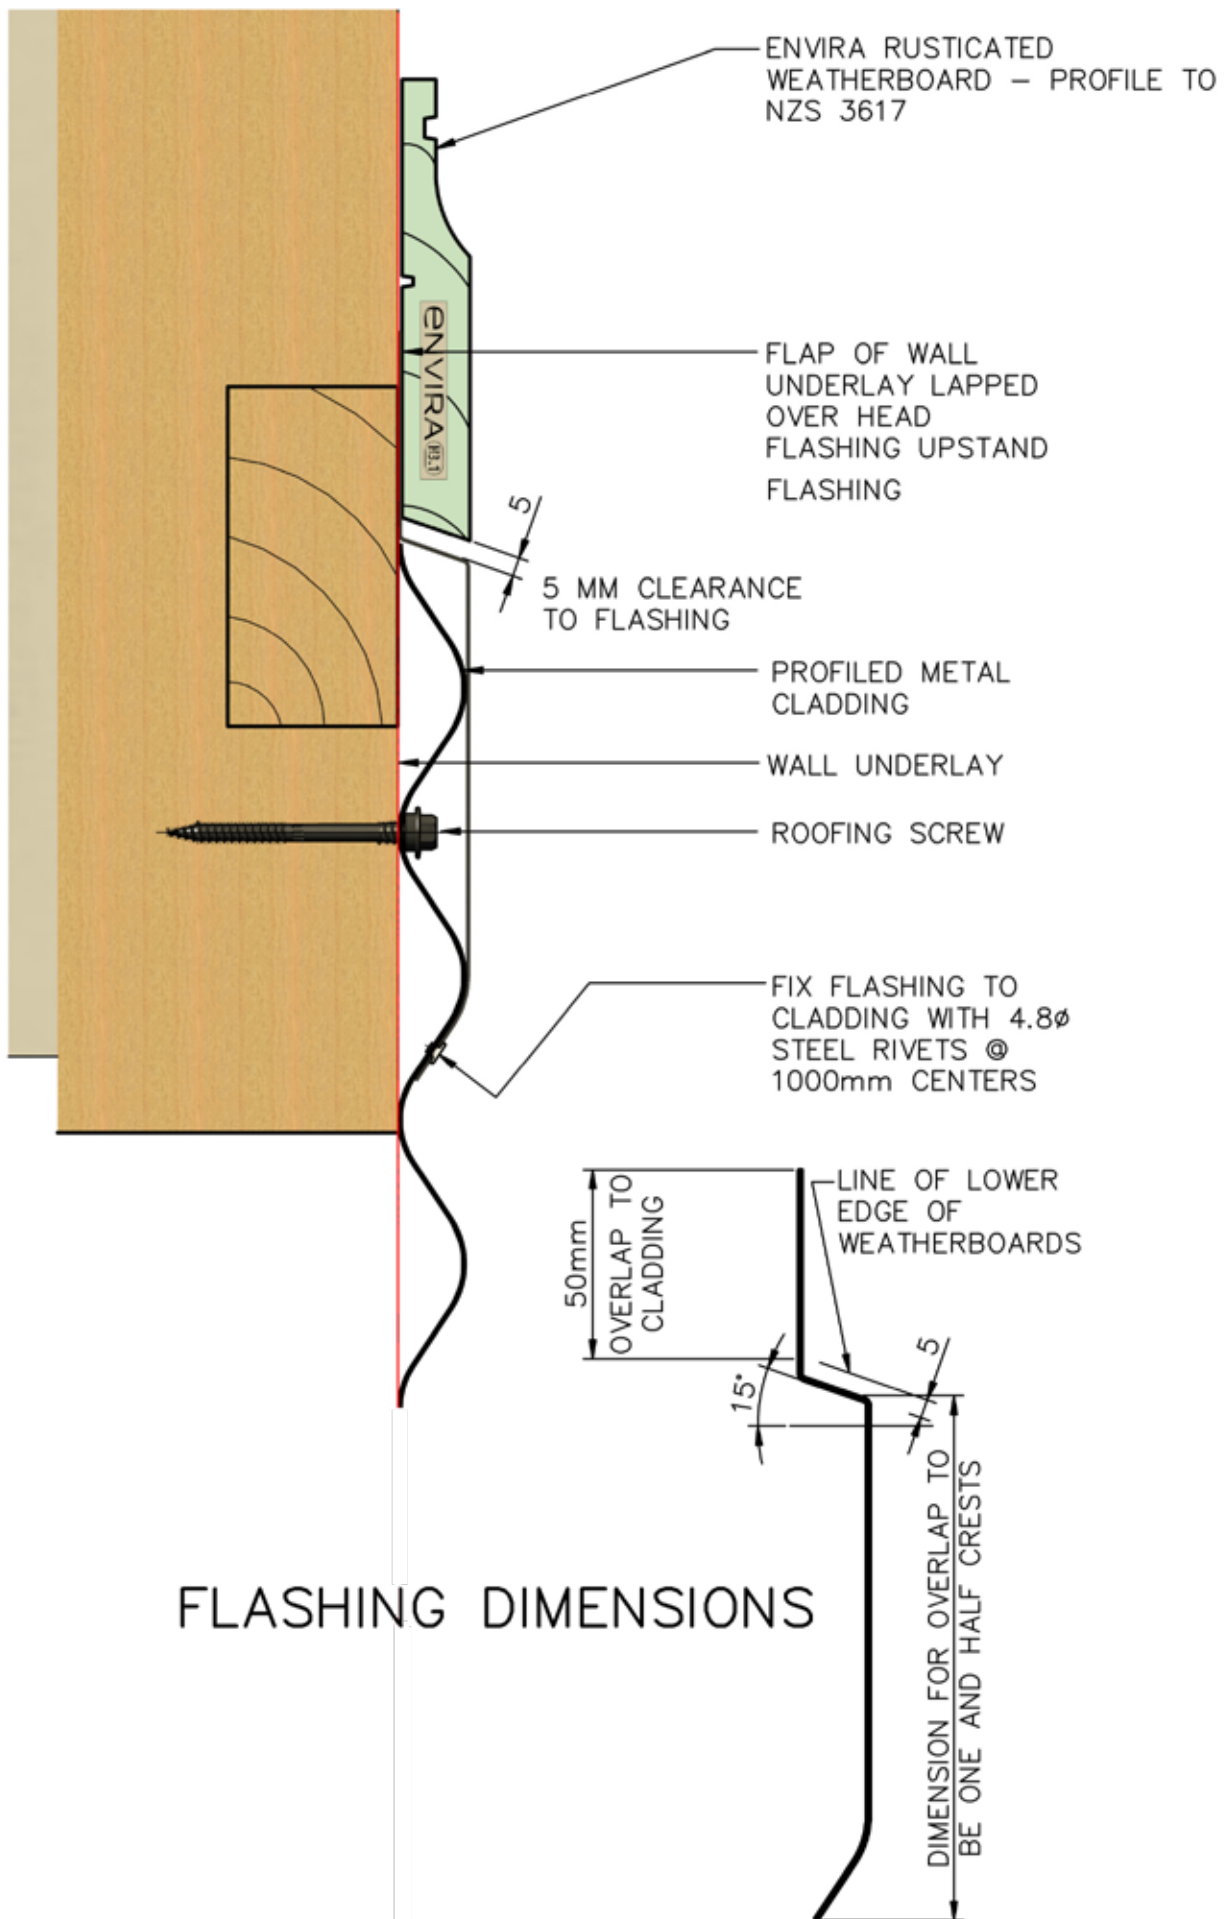 ENVIRA RUSTICATED
WEATHERBOARD – PROFILE TO
NZS 3617
ENVIRA H3.1
FLAP OF WALL
UNDERLAY LAPPED
OVER HEAD
FLASHING UPSTAND
FLASHING
5
5 MM CLEARANCE
TO FLASHING
PROFILED METAL
CLADDING
WALL UNDERLAY
ROOFING SCREW
FIX FLASHING TO
CLADDING WITH 4.8ø
STEEL RIVETS @
1000mm CENTERS
50mm
OVERLAP TO
CLADDING
LINE OF LOWER
EDGE OF
WEATHERBOARDS
15°
5
DIMENSION FOR OVERLAP TO
BE ONE AND HALF CRESTS
FLASHING DIMENSIONS